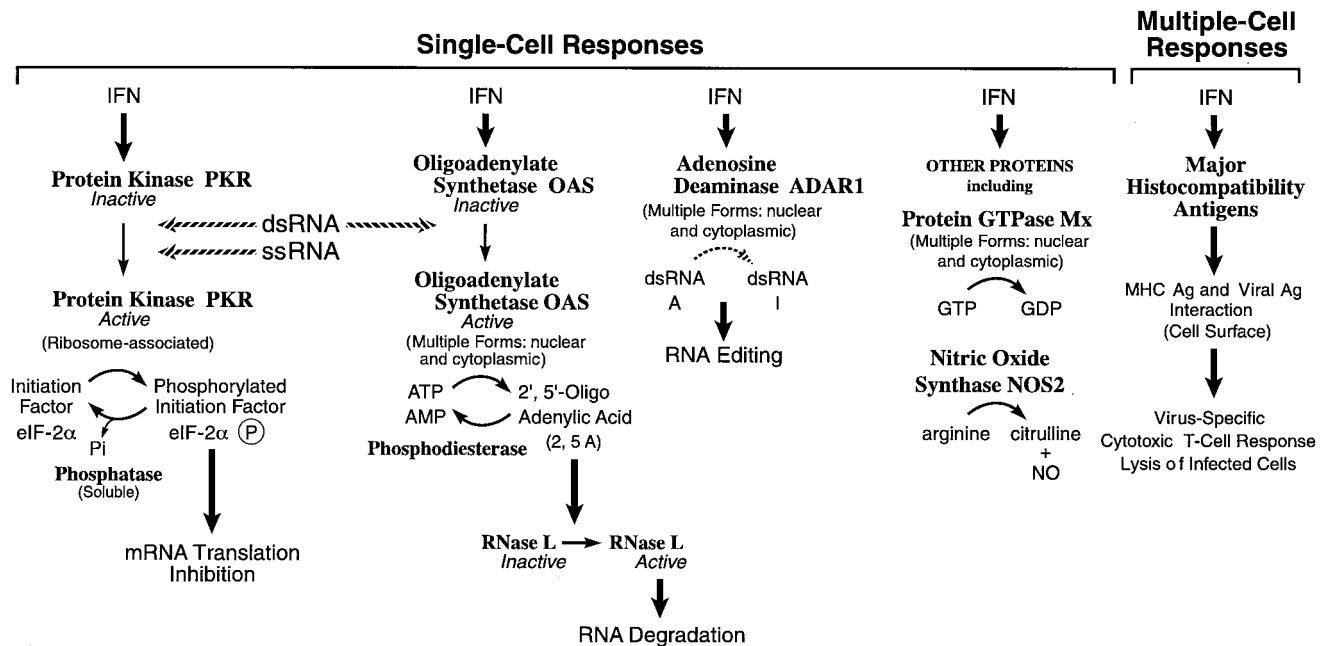 Single-Cell Responses
Multiple-Cell
Responses
IFN
Protein Kinase PKR
Inactive
dsRNA
ssRNA
Protein Kinase PKR
Active
(Ribosome-associated)
Initiation
Factor
eIF-2α
Phosphorylated
Initiation Factor
eIF-2α P
Pi
Phosphatase
(Soluble)
mRNA Translation
Inhibition
IFN
Oligoadenylate
Synthetase OAS
Inactive
Oligoadenylate
Synthetase OAS
Active
(Multiple Forms: nuclear
and cytoplasmic)
ATP
AMP
2', 5'-Oligo
Adenylic Acid
(2, 5 A)
Phosphodiesterase
RNase L
Inactive
RNase L
Active
RNA Degradation
IFN
Adenosine
Deaminase ADAR1
(Multiple Forms: nuclear
and cytoplasmic)
dsRNA
A
dsRNA
I
RNA Editing
IFN
OTHER PROTEINS
including
Protein GTPase Mx
(Multiple Forms: nuclear
and cytoplasmic)
GTP
GDP
Nitric Oxide
Synthase NOS2
arginine
citrulline
+
NO
IFN
Major
Histocompatibility
Antigens
MHC Ag and Viral Ag
Interaction
(Cell Surface)
Virus-Specific
Cytotoxic T-Cell Response
Lysis of Infected Cells